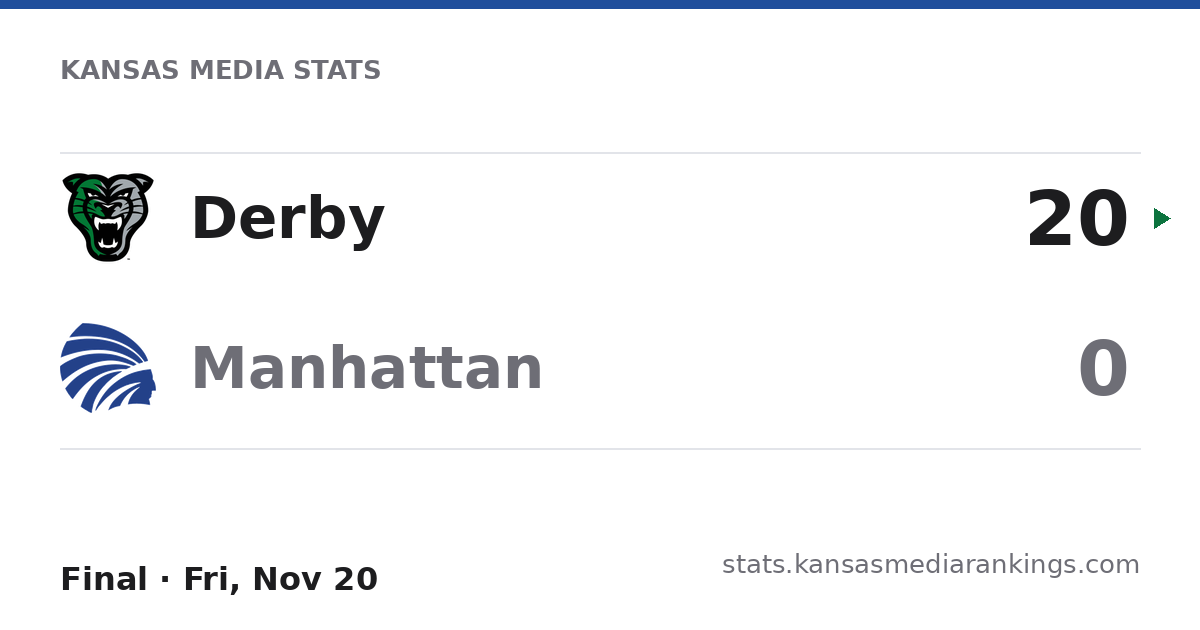 KANSAS MEDIA STATS
Derby 20
Manhattan 0
Final · Fri, Nov 20
stats.kansasmediarankings.com